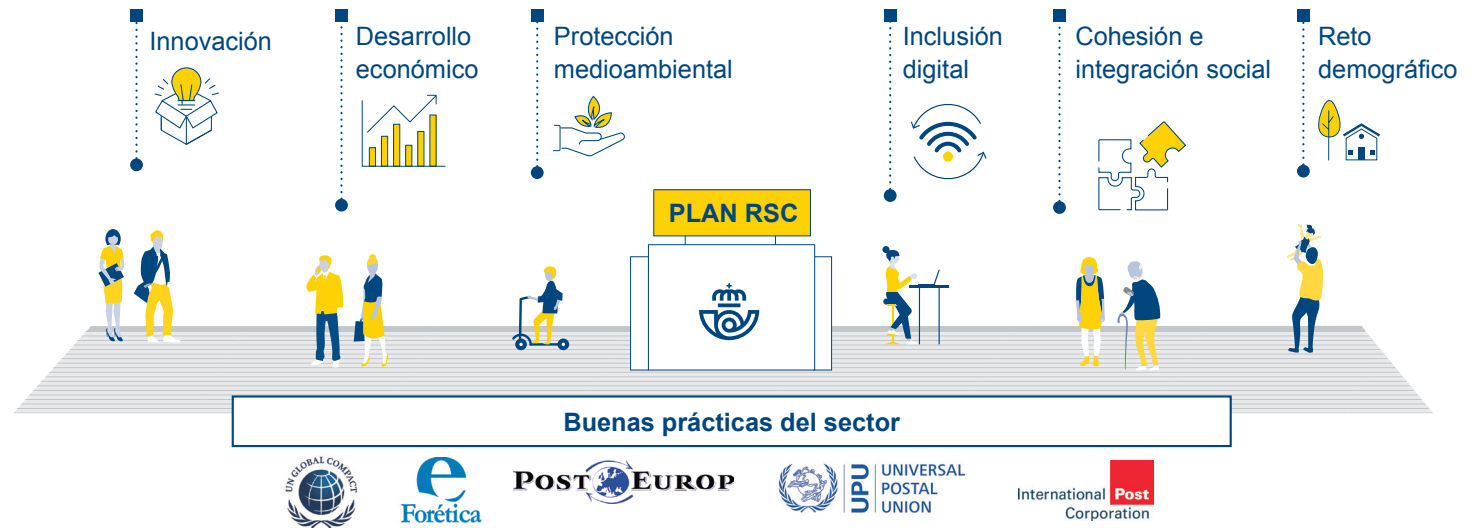 Innovación
Desarrollo
económico
Protección
medioambiental
Inclusión
digital
Cohesión e
integración social
Reto
demográfico
PLAN RSC
Buenas prácticas del sector
UN GLOBAL COMPACT
e
Forética
POST EUROP
UPU
UNIVERSAL
POSTAL
UNION
International Post
Corporation